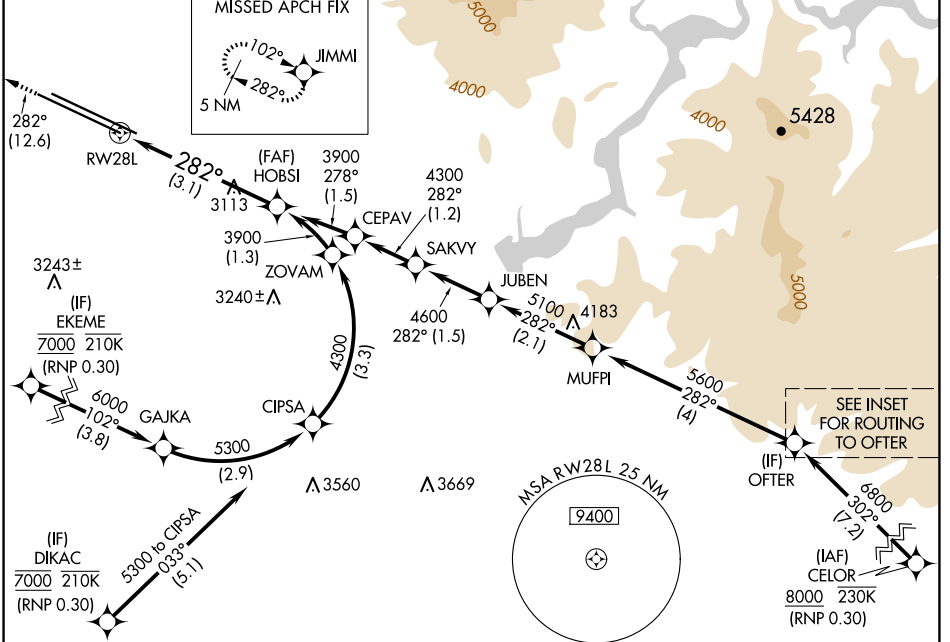 MISSED APCH FIX
102°
JIMMI
282°
5 NM
5000
4000
4000
5428
5000
282°
(12.6)
RW28L
282°
(3.1)
3113
(FAF)
HOBSI
3900
278°
(1.5)
4300
282°
(1.2)
CEPAV
SAKVY
3900
(1.3)
ZOVAM
JUBEN
4600
282° (1.5)
5100
282°
(2.1)
4183
MUFPI
3243±
3240±
(IF)
EKEME
7000 210K
(RNP 0.30)
6000
102°
(3.8)
GAJKA
CIPSA
4300
(3.3)
5300
(2.9)
5600
282°
(4)
SEE INSET
FOR ROUTING
TO OFTER
(IF)
OFTER
3560
3669
MSA RW28L 25 NM
9400
6800
302°
(7.2)
(IF)
DIKAC
7000 210K
(RNP 0.30)
5300 to CIPSA
033°
(5.1)
(IAF)
CELOR
8000 230K
(RNP 0.30)